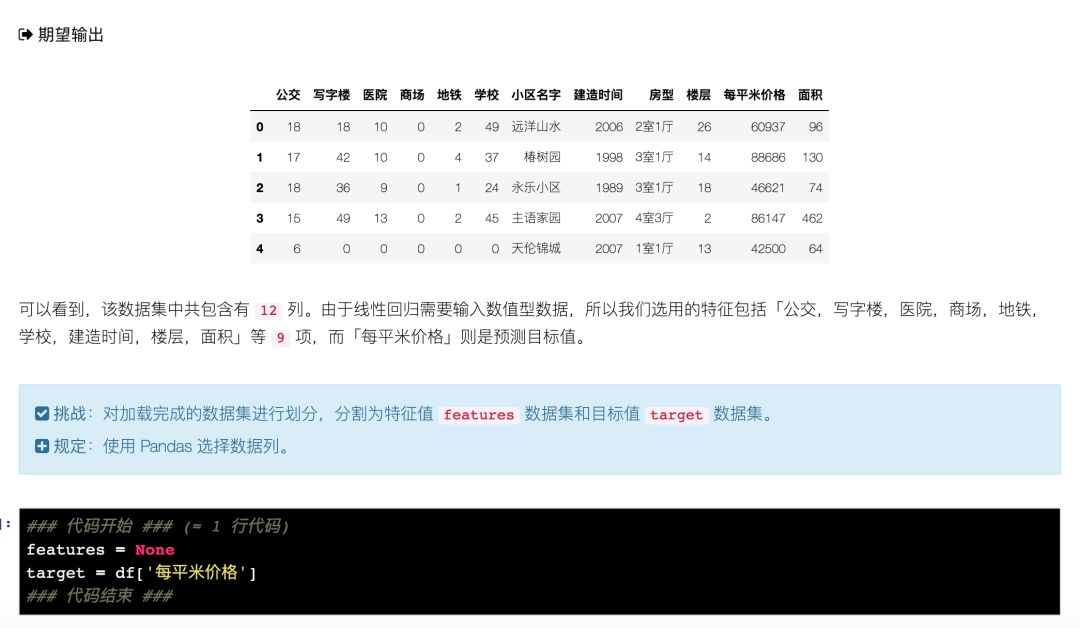 期望输出
公交 写字楼 医院 商场 地铁 学校 小区名字 建造时间 房型 楼层 每平米价格 面积
0 18 18 10 0 2 49 远洋山水 2006 2室1厅 26 60937 96
1 17 42 10 0 4 37 椿树园 1998 3室1厅 14 88686 130
2 18 36 9 0 1 24 永乐小区 1989 3室1厅 18 46621 74
3 15 49 13 0 2 45 主语家园 2007 4室3厅 2 86147 462
4 6 0 0 0 0 0 天伦锦城 2007 1室1厅 13 42500 64
可以看到，该数据集中共包含有 12 列。由于线性回归需要输入数值型数据，所以我们选用的特征包括「公交，写字楼，医院，商场，地铁，
学校，建造时间，楼层，面积」等 9 项，而「每平米价格」则是预测目标值。
挑战：对加载完成的数据集进行划分，分割为特征值 features 数据集和目标值 target 数据集。
规定：使用 Pandas 选择数据列。
### 代码开始 ### (≈ 1 行代码)
features = None
target = df['每平米价格']
### 代码结束 ###